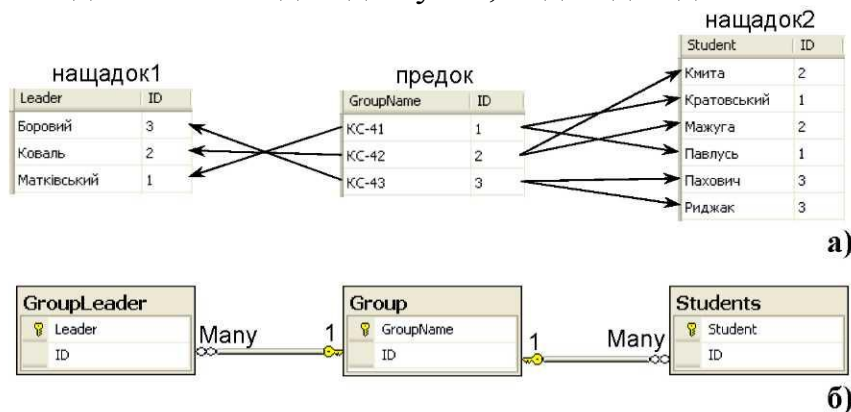 нащадок2
нащадок1
предок
Leader ID
Боровий 3
Коваль 2
Матківський 1
GroupName ID
КС-41 1
КС-42 2
КС-43 3
Student ID
Кмита 2
Кратовський 1
Мажуга 2
Павлусь 1
Пахович 3
Риджак 3
а)
GroupLeader
Leader
ID
Many
1
Group
GroupName
ID
1
Many
Students
Student
ID
б)